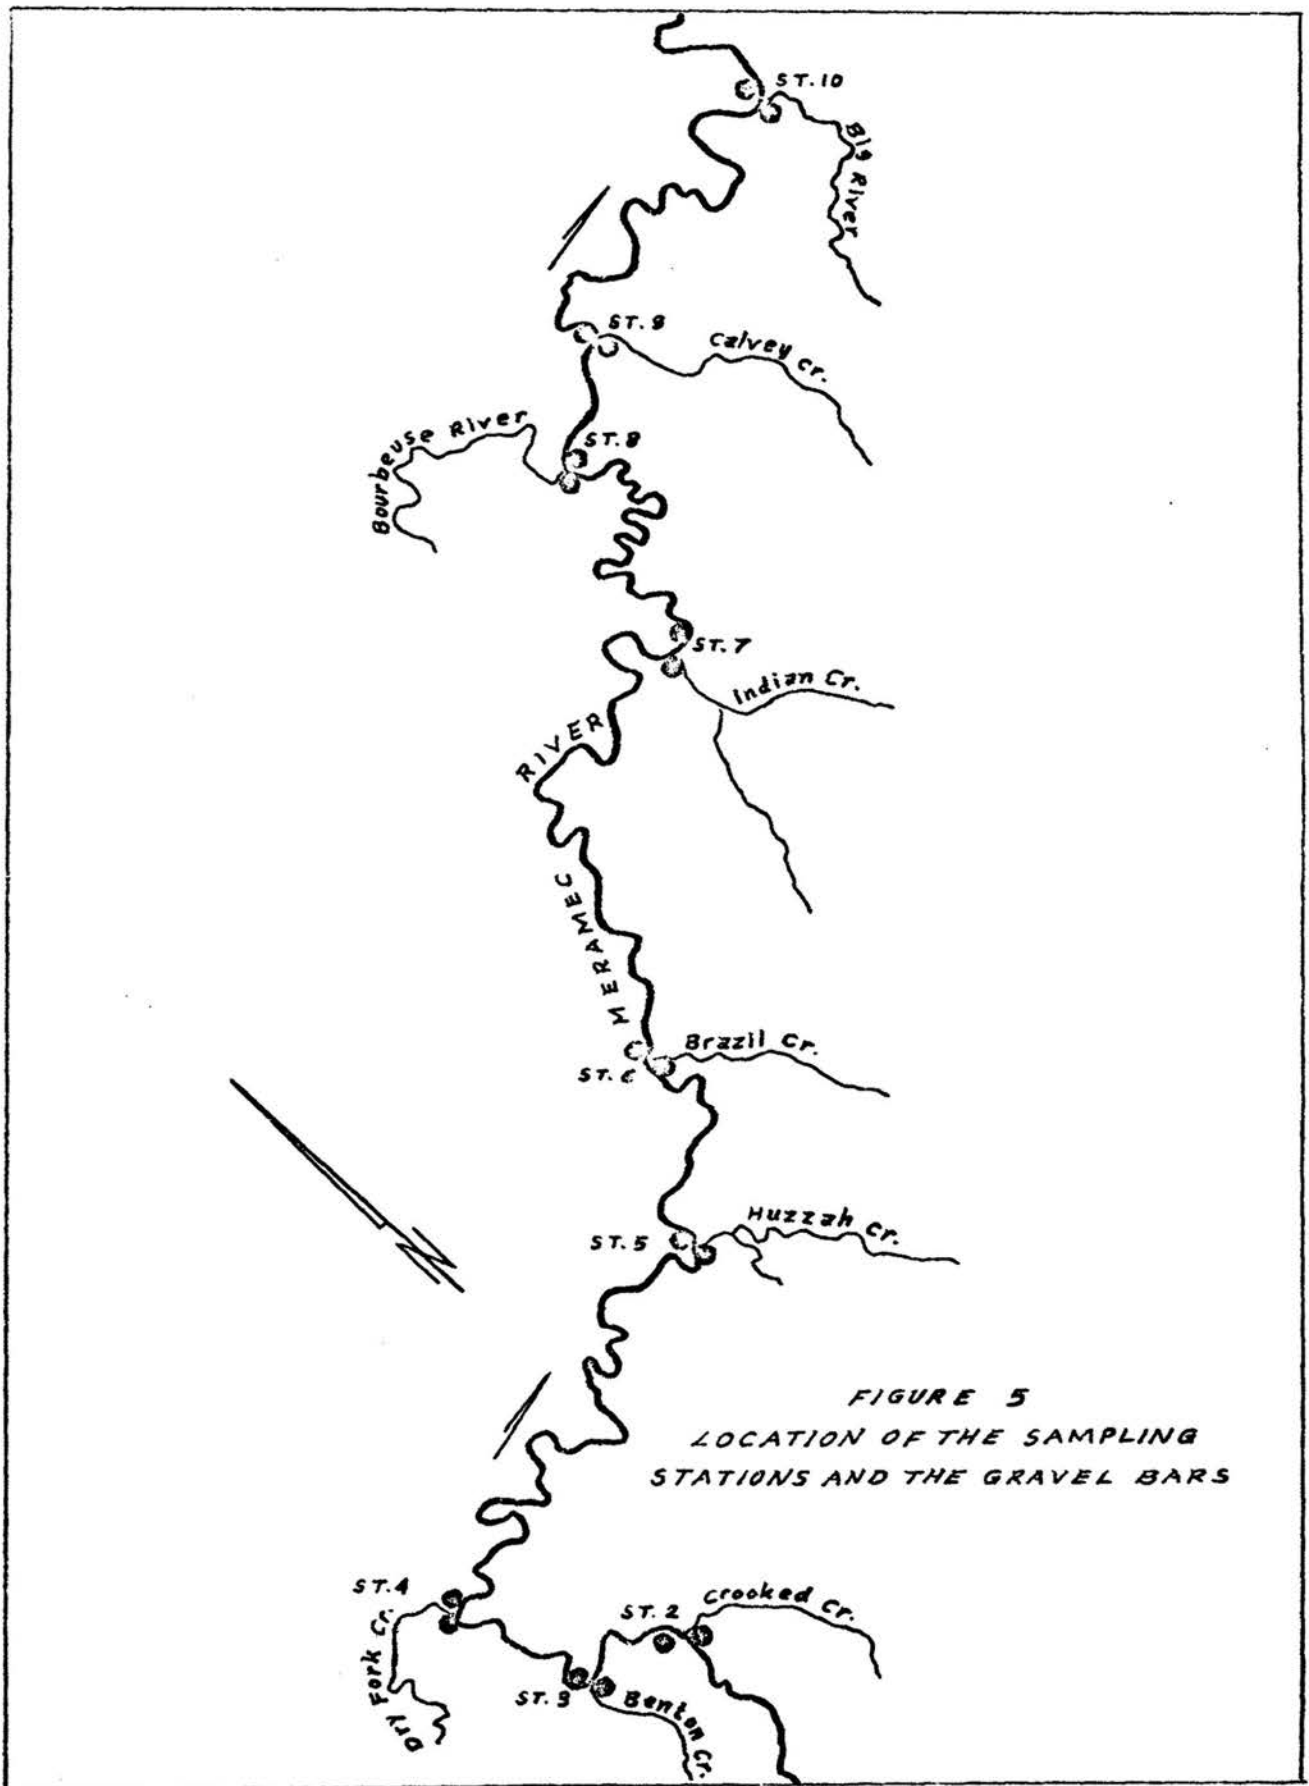 ST.10
Big River
ST.9
Calvey Cr.
Bourbeuse River
ST.8
ST.7
Indian Cr.
MERAMEC RIVER
Brazil Cr.
ST.6
Huzzah Cr.
ST.5
FIGURE 5
LOCATION OF THE SAMPLING
STATIONS AND THE GRAVEL BARS
ST.4
Dry Fork Cr.
ST.2
Crooked Cr.
ST.3
Benton Cr.